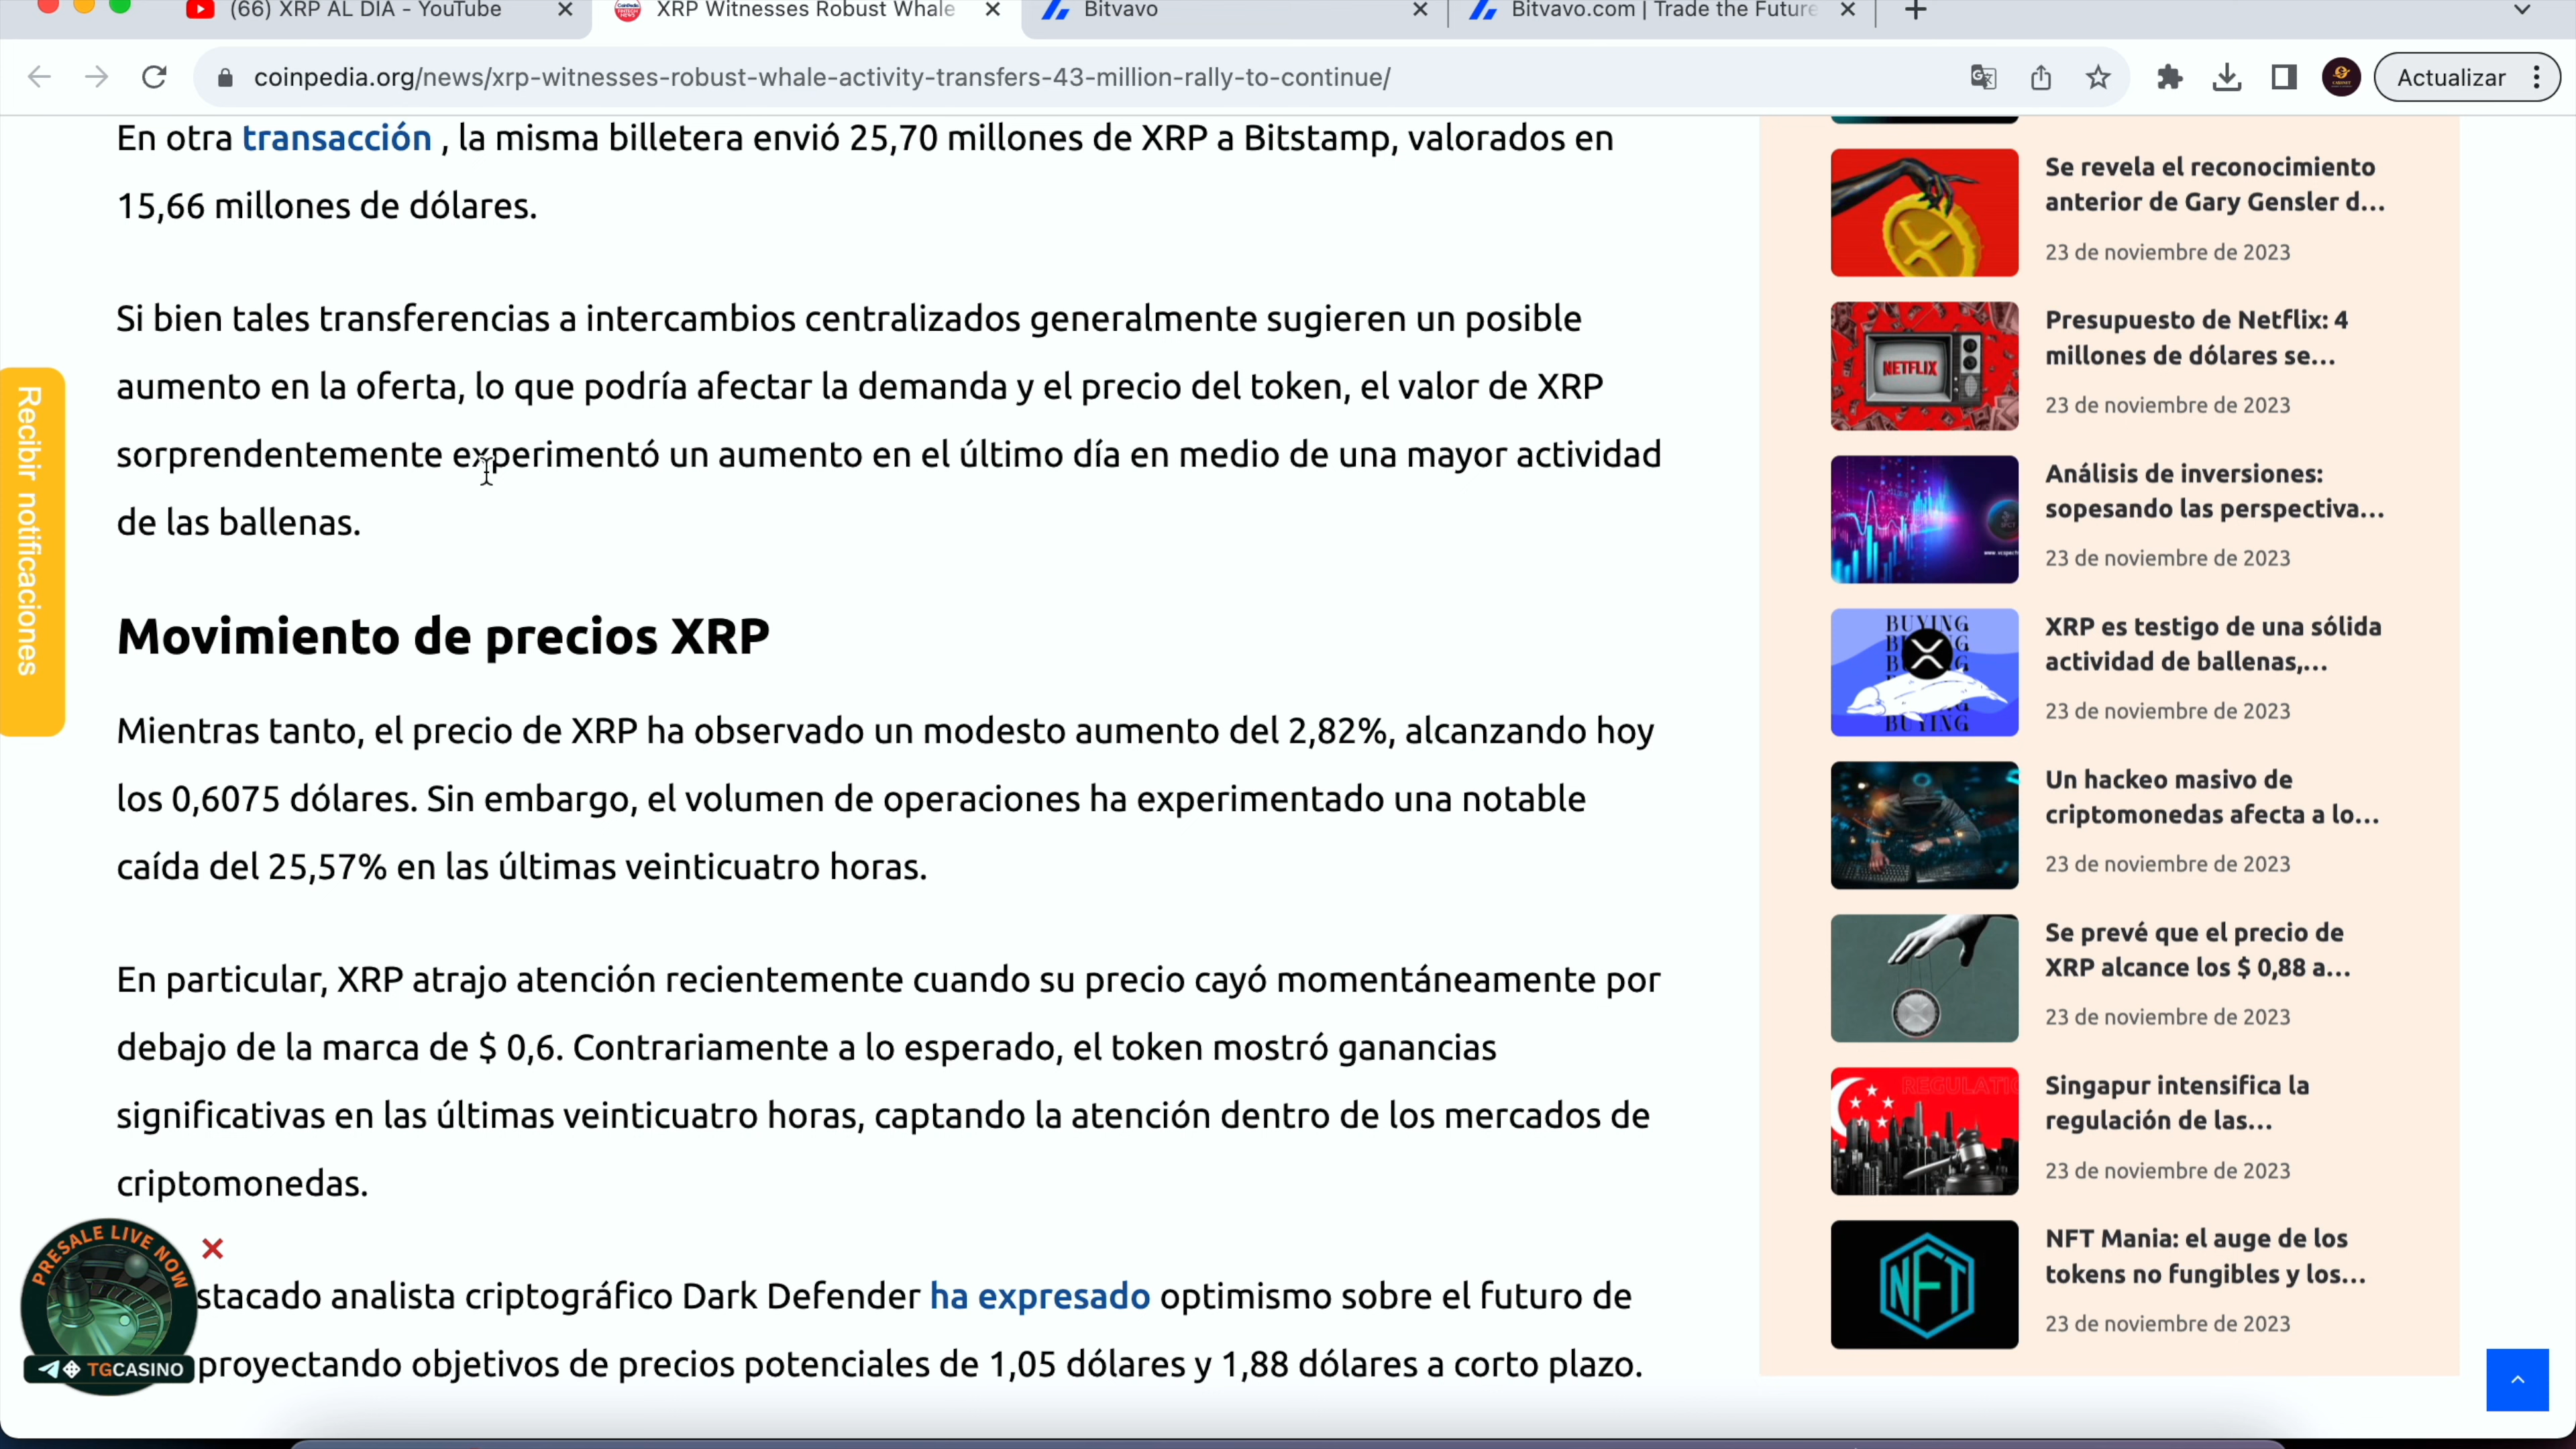 (66) XRP AL DIA - YouTube
XRP Witnesses Robust Whale
Bitvavo
Bitvavo.com | Trade the Future
coinpedia.org/news/xrp-witnesses-robust-whale-activity-transfers-43-million-rally-to-continue/
Actualizar
En otra transacción , la misma billetera envió 25,70 millones de XRP a Bitstamp, valorados en
15,66 millones de dólares.
Si bien tales transferencias a intercambios centralizados generalmente sugieren un posible
aumento en la oferta, lo que podría afectar la demanda y el precio del token, el valor de XRP
sorprendentemente experimentó un aumento en el último día en medio de una mayor actividad
de las ballenas.
Recibir notificaciones
Movimiento de precios XRP
Mientras tanto, el precio de XRP ha observado un modesto aumento del 2,82%, alcanzando hoy
los 0,6075 dólares. Sin embargo, el volumen de operaciones ha experimentado una notable
caída del 25,57% en las últimas veinticuatro horas.
En particular, XRP atrajo atención recientemente cuando su precio cayó momentáneamente por
debajo de la marca de $ 0,6. Contrariamente a lo esperado, el token mostró ganancias
significativas en las últimas veinticuatro horas, captando la atención dentro de los mercados de
criptomonedas.
stacado analista criptográfico Dark Defender ha expresado optimismo sobre el futuro de
proyectando objetivos de precios potenciales de 1,05 dólares y 1,88 dólares a corto plazo.
PRESALE LIVE NOW
TGCASINO
Se revela el reconocimiento
anterior de Gary Gensler d...
23 de noviembre de 2023
NETFLIX
Presupuesto de Netflix: 4
millones de dólares se...
23 de noviembre de 2023
Análisis de inversiones:
sopesando las perspectiva...
23 de noviembre de 2023
BUYING
BUYING
XRP es testigo de una sólida
actividad de ballenas,...
23 de noviembre de 2023
Un hackeo masivo de
criptomonedas afecta a lo...
23 de noviembre de 2023
Se prevé que el precio de
XRP alcance los $ 0,88 a...
23 de noviembre de 2023
Singapur intensifica la
regulación de las...
23 de noviembre de 2023
NFT
NFT Mania: el auge de los
tokens no fungibles y los...
23 de noviembre de 2023